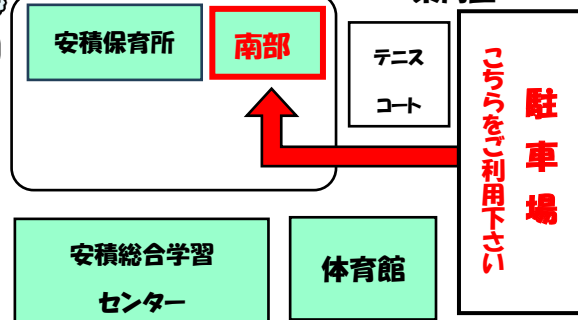 安積保育所
南部
テニス
コート
駐車場
こちらをご利用下さい
安積総合学習
センター
体育館